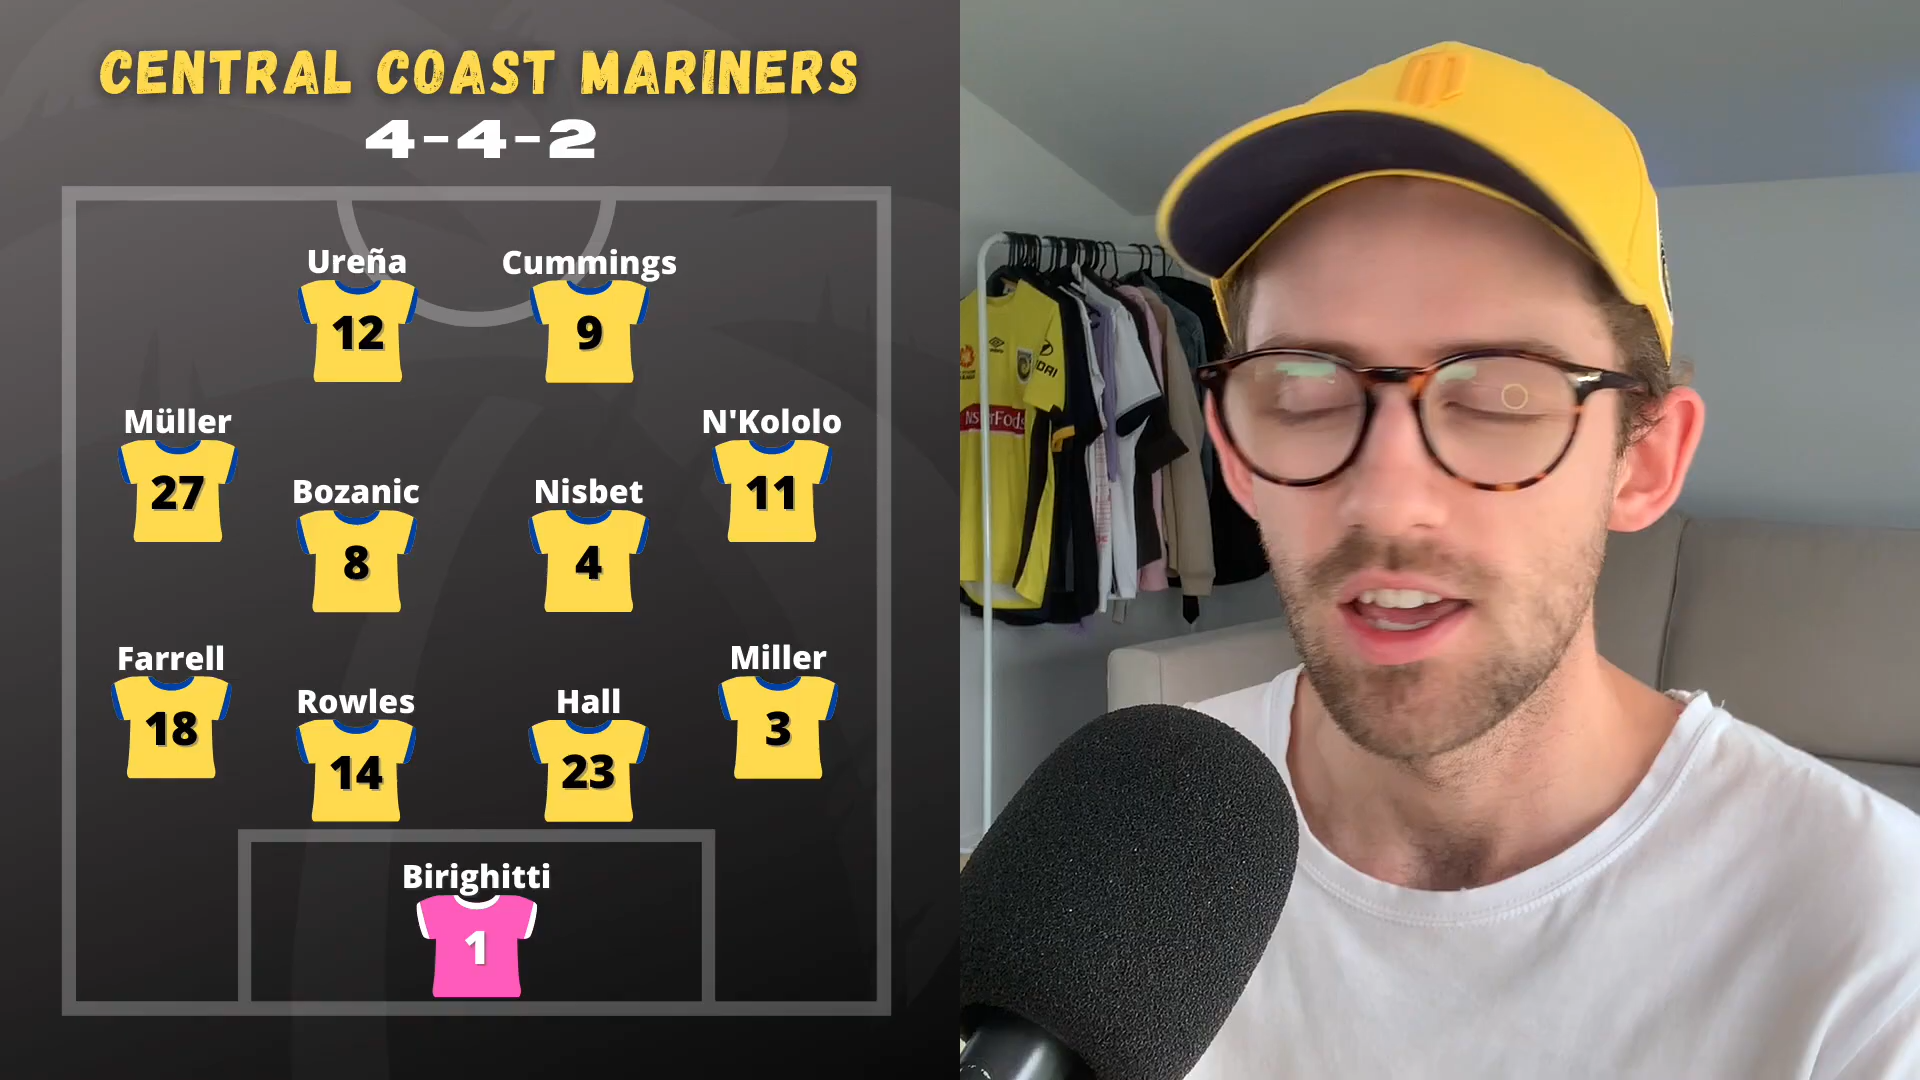 CENTRAL COAST MARINERS
4-4-2
Ureña
Cummings
12
9
Müller
N'Kololo
27
11
Bozanic
Nisbet
8
4
Farrell
Miller
18
3
Rowles
Hall
14
23
Birighitti
1